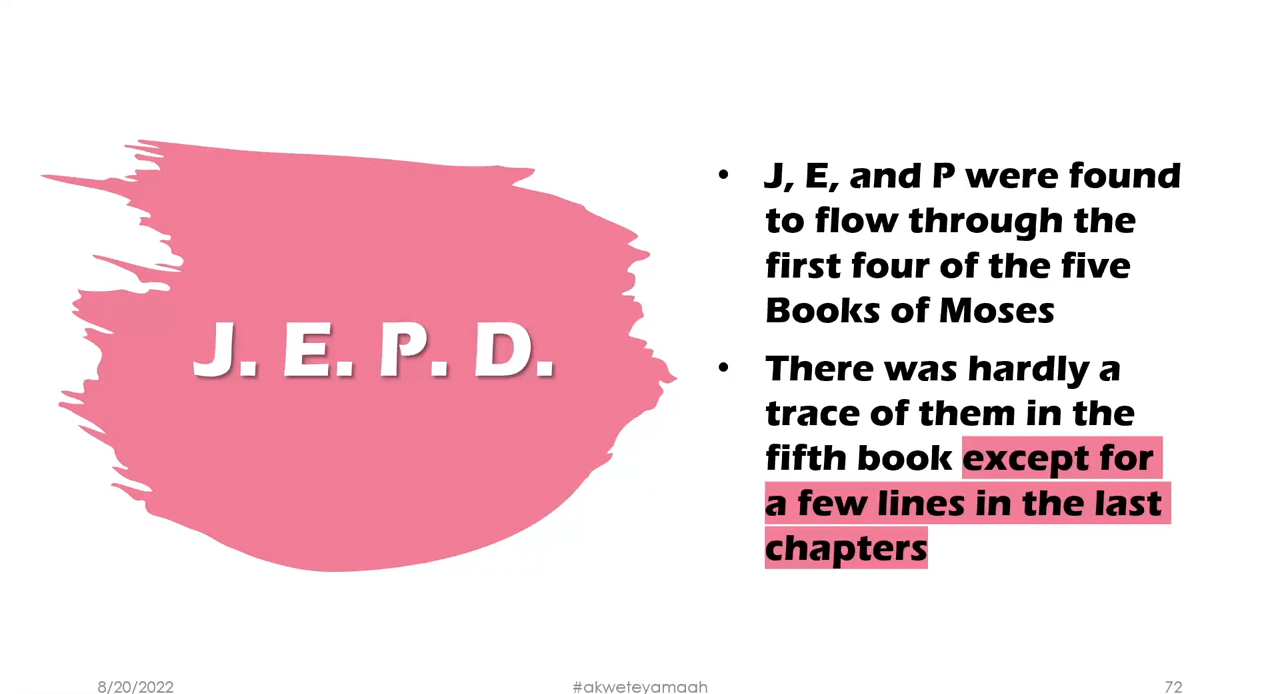 J. E. P. D.
• J, E, and P were found
to flow through the
first four of the five
Books of Moses
• There was hardly a
trace of them in the
fifth book except for
a few lines in the last
chapters
8/20/2022
#akweteyamaah
72